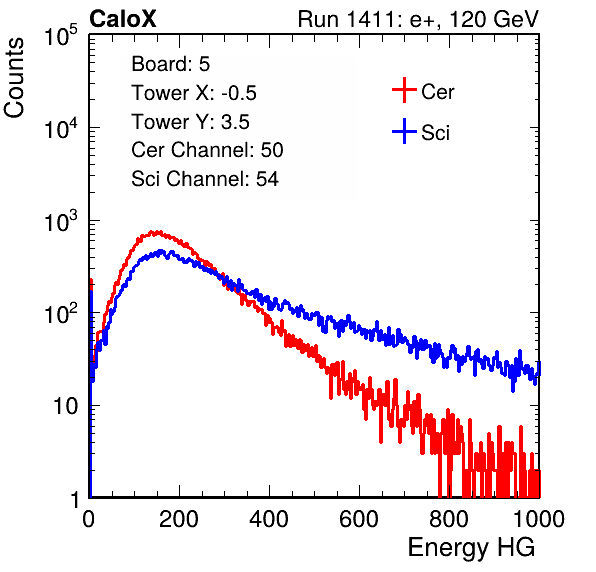 CaloX Run 1411: e+, 120 GeV
Counts
Board: 5
Tower X: -0.5
Tower Y: 3.5
Cer Channel: 50
Sci Channel: 54
Cer
Sci
10^5
10^4
10^3
10^2
10
1
0 200 400 600 800 1000
Energy HG